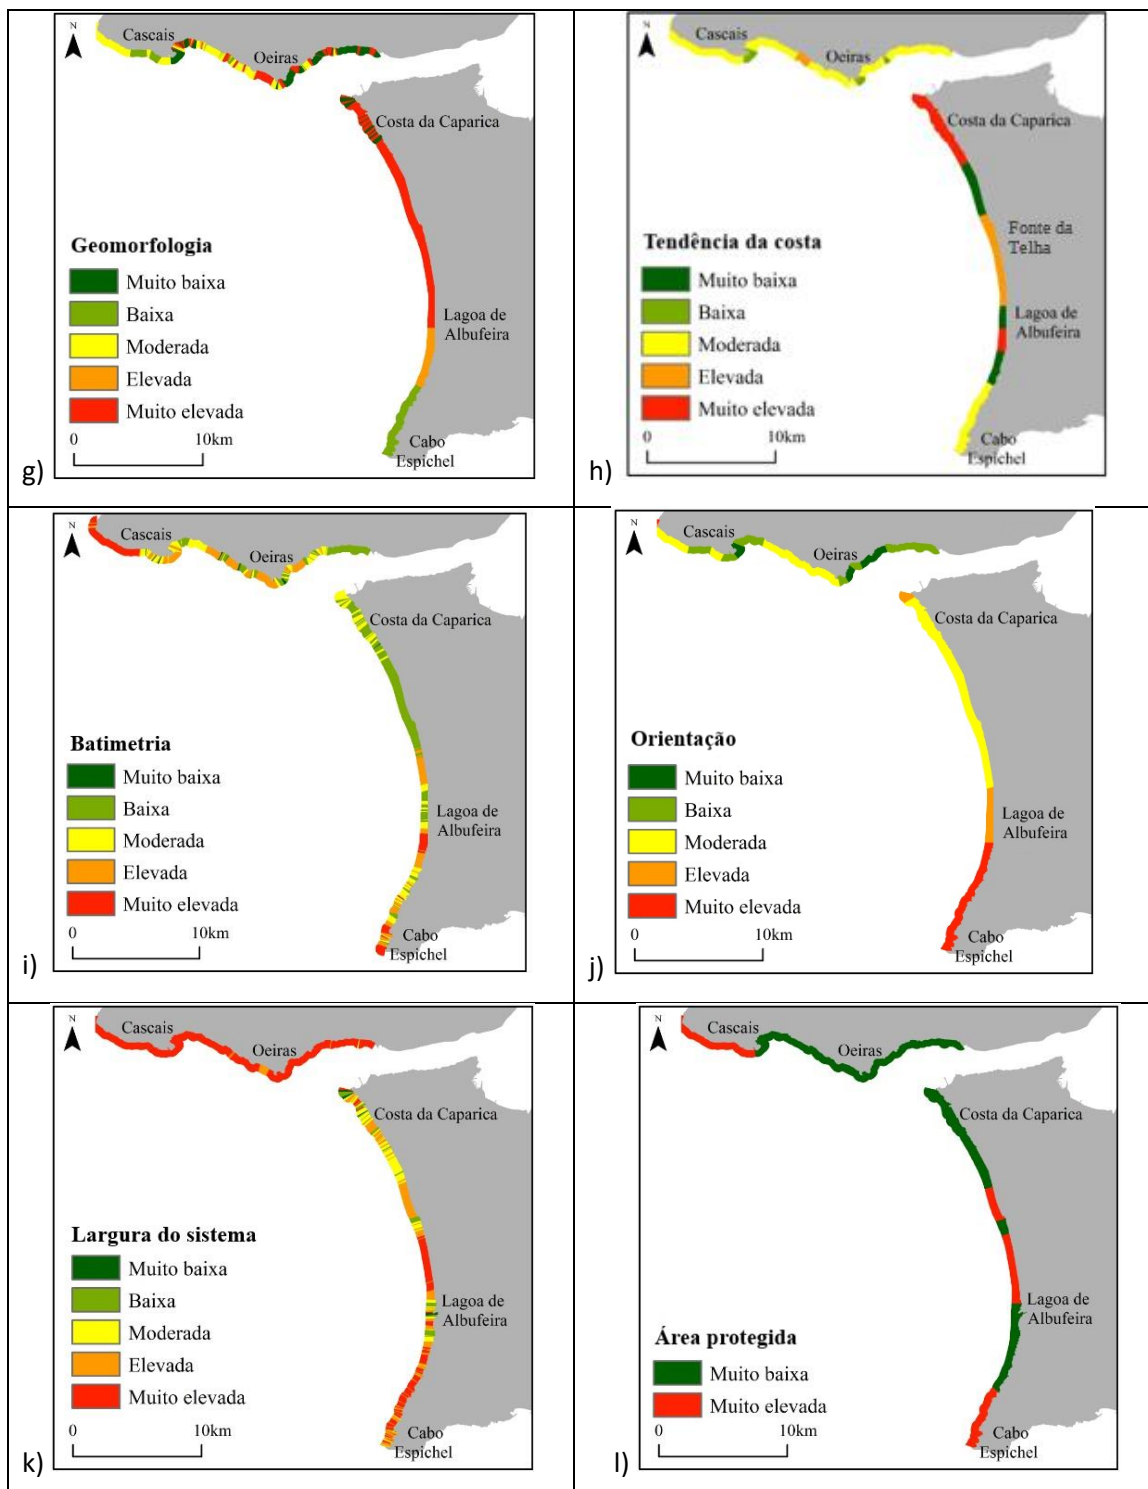 N
Cascais
Oeiras
Costa da Caparica
Geomorfologia
Muito baixa
Baixa
Moderada
Elevada
Muito elevada
Lagoa de
Albufeira
Cabo
Espichel
0 10km
g)
N
Cascais
Oeiras
Costa da Caparica
Fonte da
Telha
Tendência da costa
Muito baixa
Baixa
Moderada
Elevada
Muito elevada
Lagoa de
Albufeira
Cabo
Espichel
0 10km
h)
N
Cascais
Oeiras
Costa da Caparica
Batimetria
Muito baixa
Baixa
Moderada
Elevada
Muito elevada
Lagoa de
Albufeira
Cabo
Espichel
0 10km
i)
N
Cascais
Oeiras
Costa da Caparica
Orientação
Muito baixa
Baixa
Moderada
Elevada
Muito elevada
Lagoa de
Albufeira
Cabo
Espichel
0 10km
j)
N
Cascais
Oeiras
Costa da Caparica
Largura do sistema
Muito baixa
Baixa
Moderada
Elevada
Muito elevada
Lagoa de
Albufeira
Cabo
Espichel
0 10km
k)
N
Cascais
Oeiras
Costa da Caparica
Lagoa de
Albufeira
Área protegida
Muito baixa
Muito elevada
Cabo
Espichel
0 10km
l)